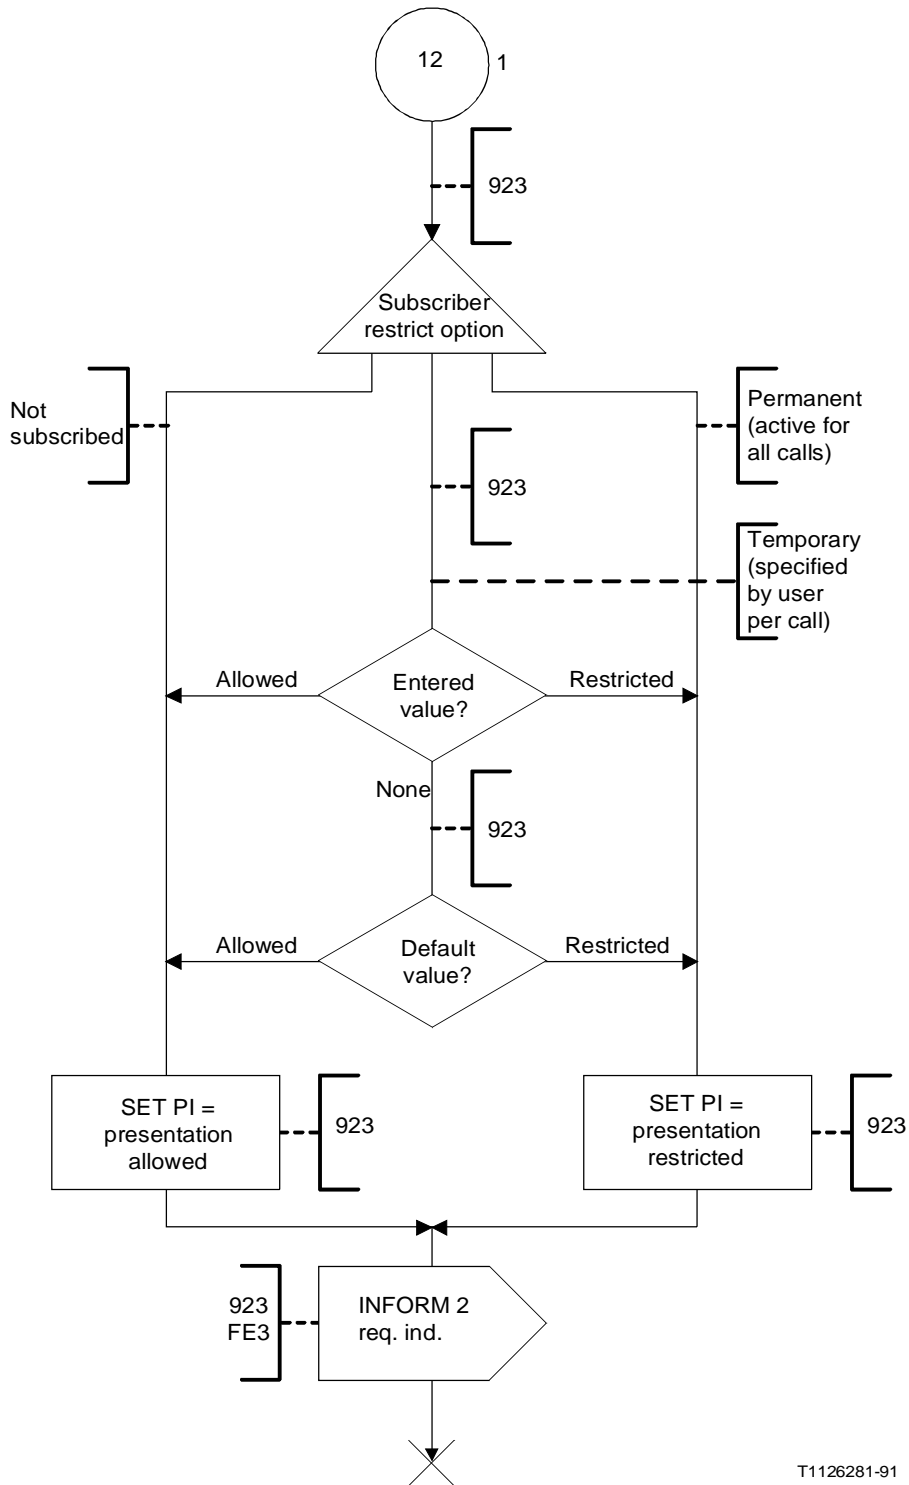 12
1
923
Subscriber
restrict option
Not
subscribed
Permanent
(active for
all calls)
923
Temporary
(specified
by user
per call)
Allowed
Entered
value?
Restricted
None
923
Allowed
Default
value?
Restricted
SET PI =
presentation
allowed
923
SET PI =
presentation
restricted
923
923
FE3
INFORM 2
req. ind.
T1126281-91